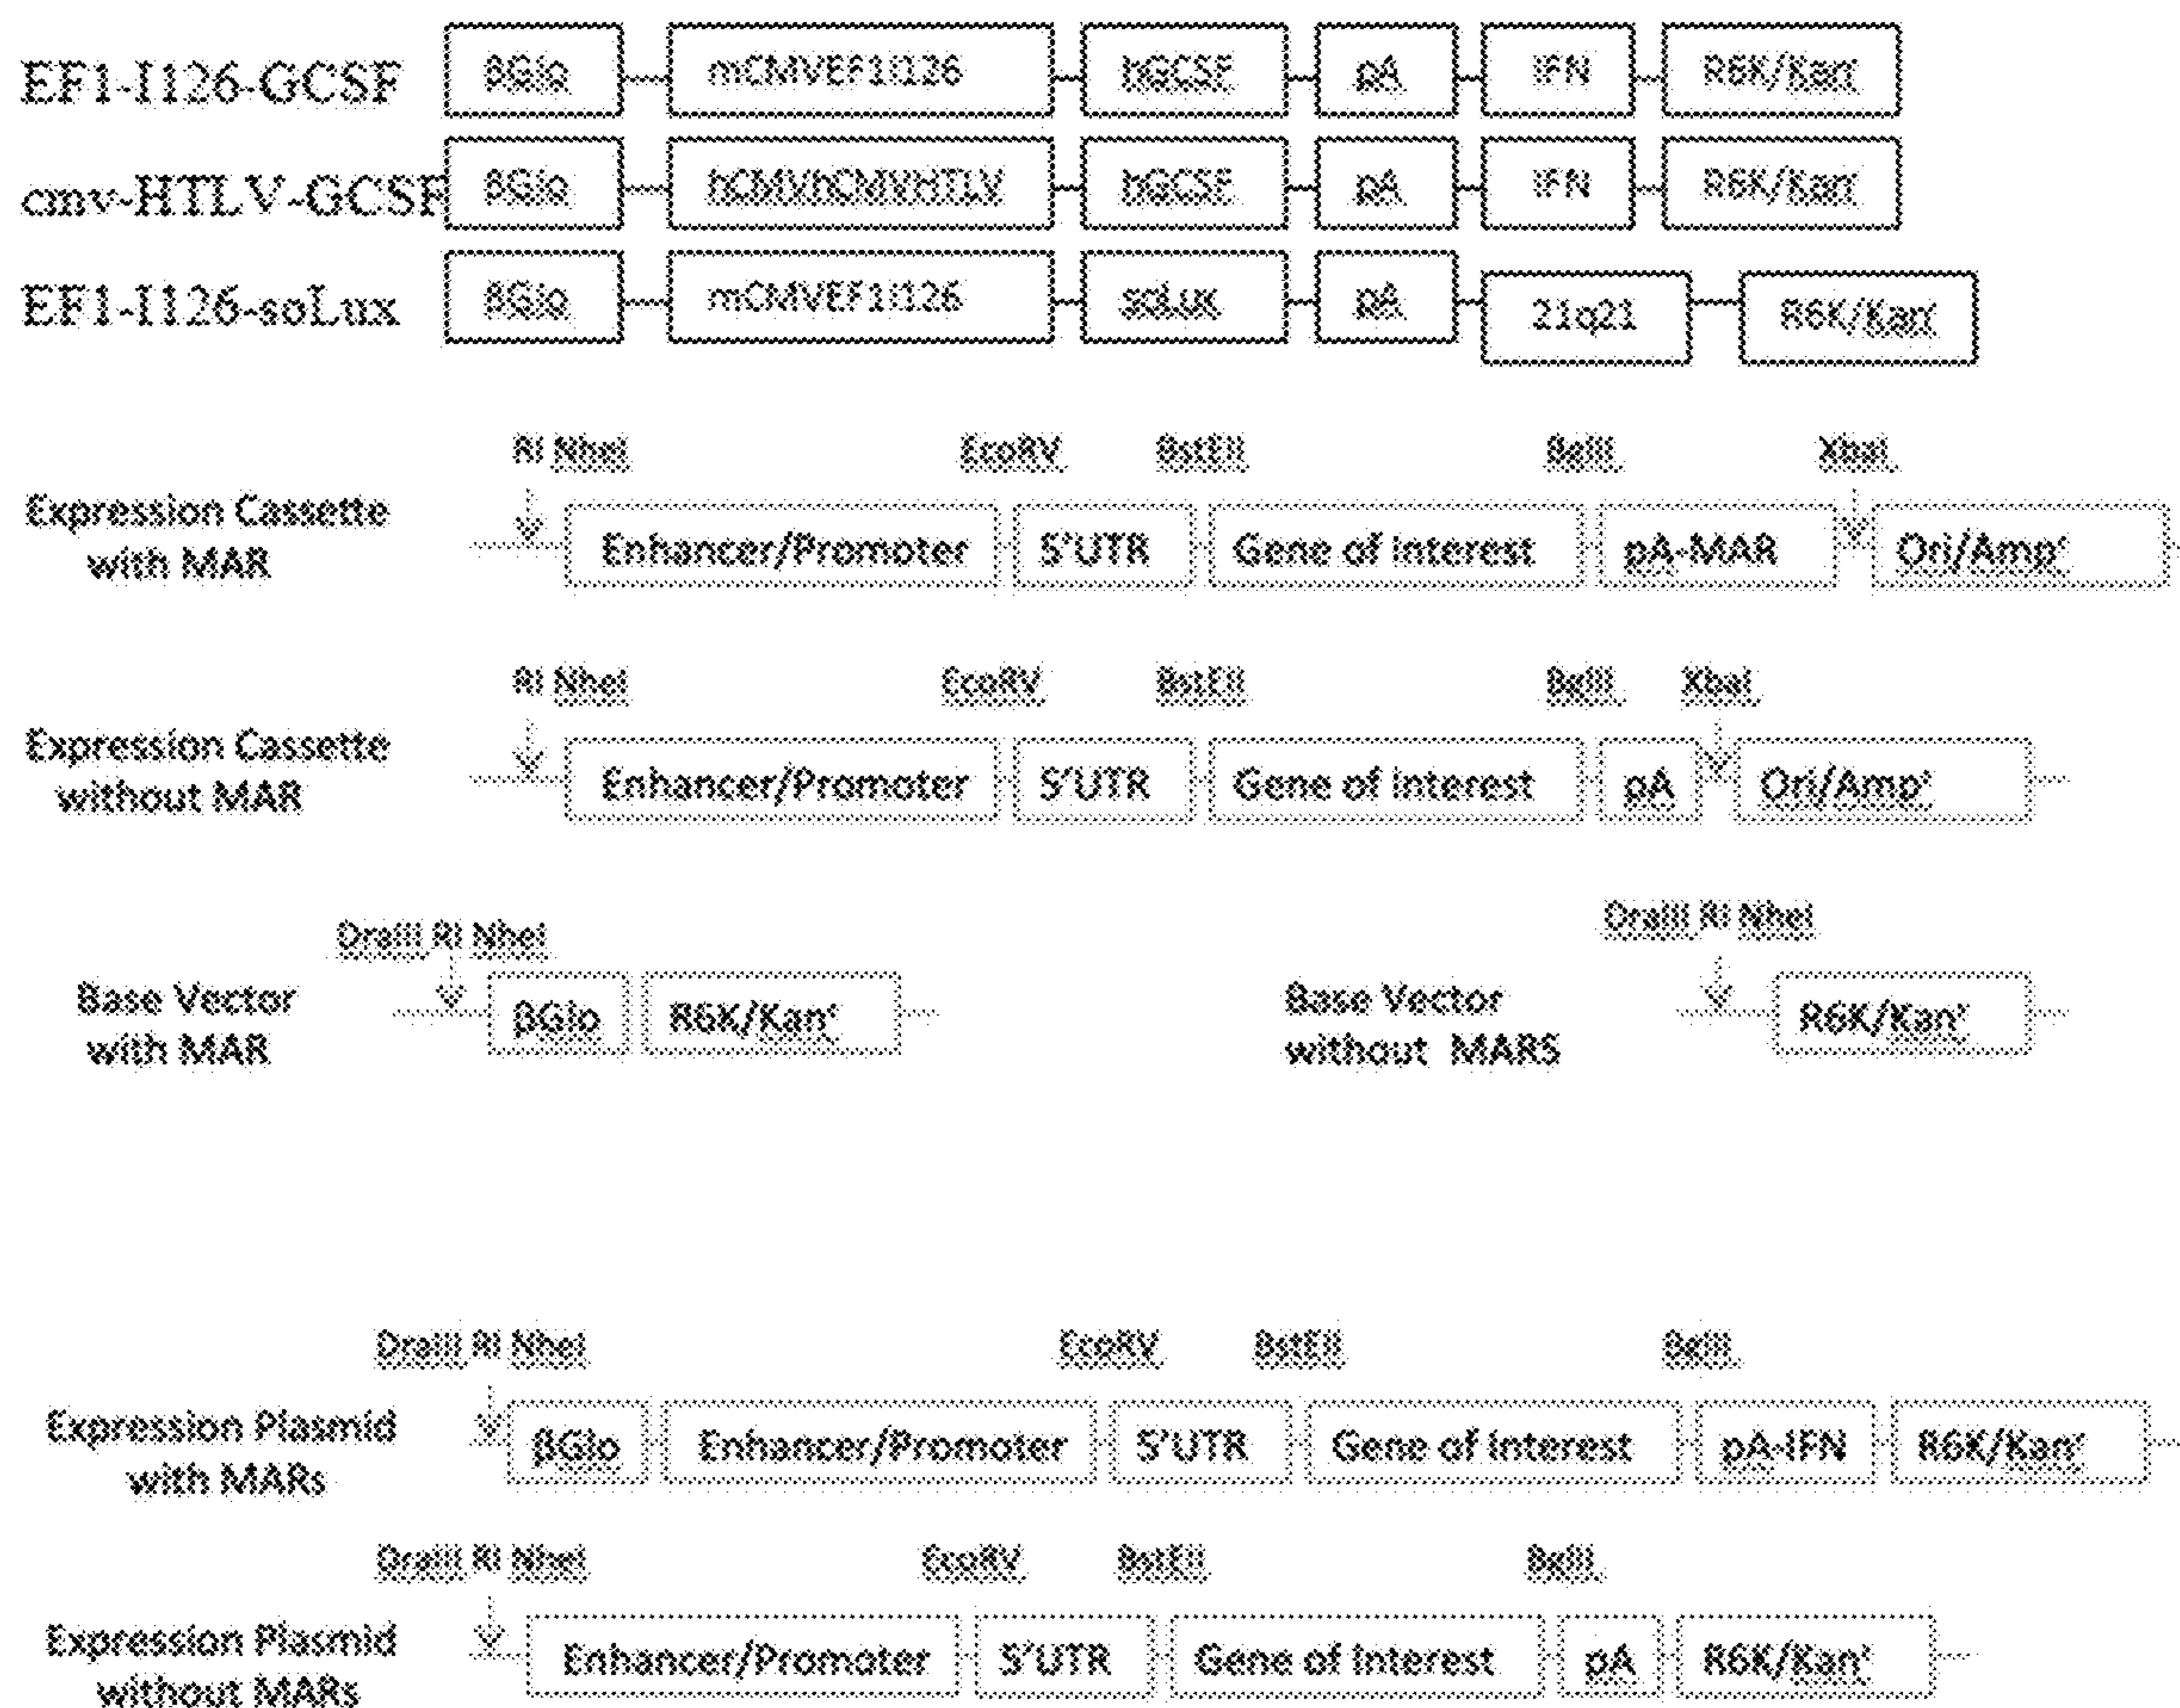 EF1-I126-GCSF βGlo mCMVEF1I126 hGCSF pA IFN R6K/Kanʳ
cmv-HTLV-GCSF βGlo hCMVhCMVHTLV hGCSF pA IFN R6K/Kanʳ
EF1-I126-soLux βGlo mCMVEF1I126 soLux pA 21q21 R6K/Kanʳ
RI NheI EcoRV BstEII BglII XbaI
Expression Cassette
with MAR
Enhancer/Promoter 5'UTR Gene of Interest pA-MAR Ori/Ampʳ
RI NheI EcoRV BstEII BglII XbaI
Expression Cassette
without MAR
Enhancer/Promoter 5'UTR Gene of Interest pA Ori/Ampʳ
DraIII RI NheI
Base Vector
with MAR
βGlo R6K/Kanʳ
DraIII RI NheI
Base Vector
without MARS
R6K/Kanʳ
DraIII RI NheI EcoRV BstEII BglII
Expression Plasmid
with MARs
βGlo Enhancer/Promoter 5'UTR Gene of Interest pA-IFN R6K/Kanʳ
DraIII RI NheI EcoRV BstEII BglII
Expression Plasmid
without MARs
Enhancer/Promoter 5'UTR Gene of Interest pA R6K/Kanʳ